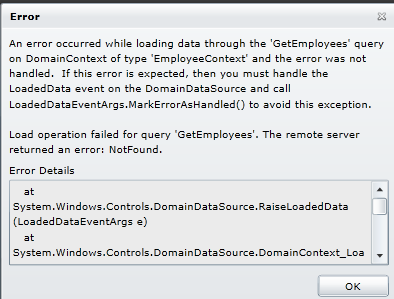 Error
An error occurred while loading data through the 'GetEmployees' query
on DomainContext of type 'EmployeeContext' and the error was not
handled. If this error is expected, then you must handle the
LoadedData event on the DomainDataSource and call
LoadedDataEventArgs.MarkErrorAsHandled() to avoid this exception.
Load operation failed for query 'GetEmployees'. The remote server
returned an error: NotFound.
Error Details
at
System.Windows.Controls.DomainDataSource.RaiseLoadedData
(LoadedDataEventArgs e)
at
System.Windows.Controls.DomainDataSource.DomainContext_Loa
OK